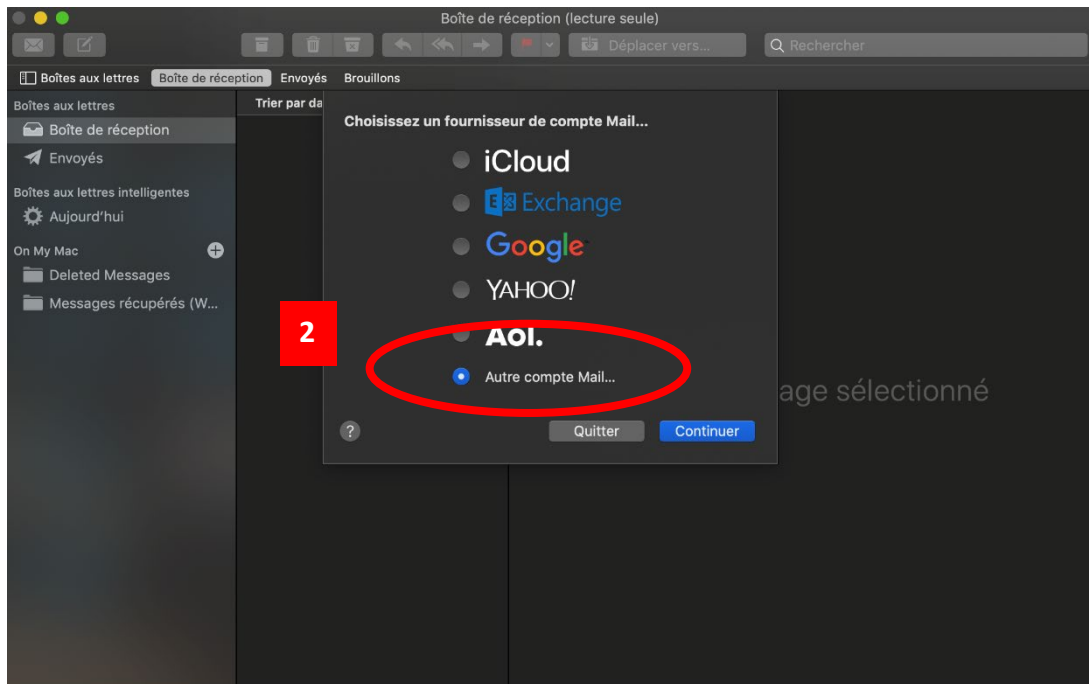 Boîte de réception (lecture seule)
Déplacer vers...
Rechercher
Boîtes aux lettres Boîte de réception Envoyés Brouillons
Boîtes aux lettres
Boîte de réception
Envoyés
Boîtes aux lettres intelligentes
Aujourd'hui
On My Mac
Deleted Messages
Messages récupérés (W...
Trier par da
Choisissez un fournisseur de compte Mail...
iCloud
E Exchange
Google
YAHOO!
Aol.
2
Autre compte Mail...
? Quitter Continuer
age sélectionné